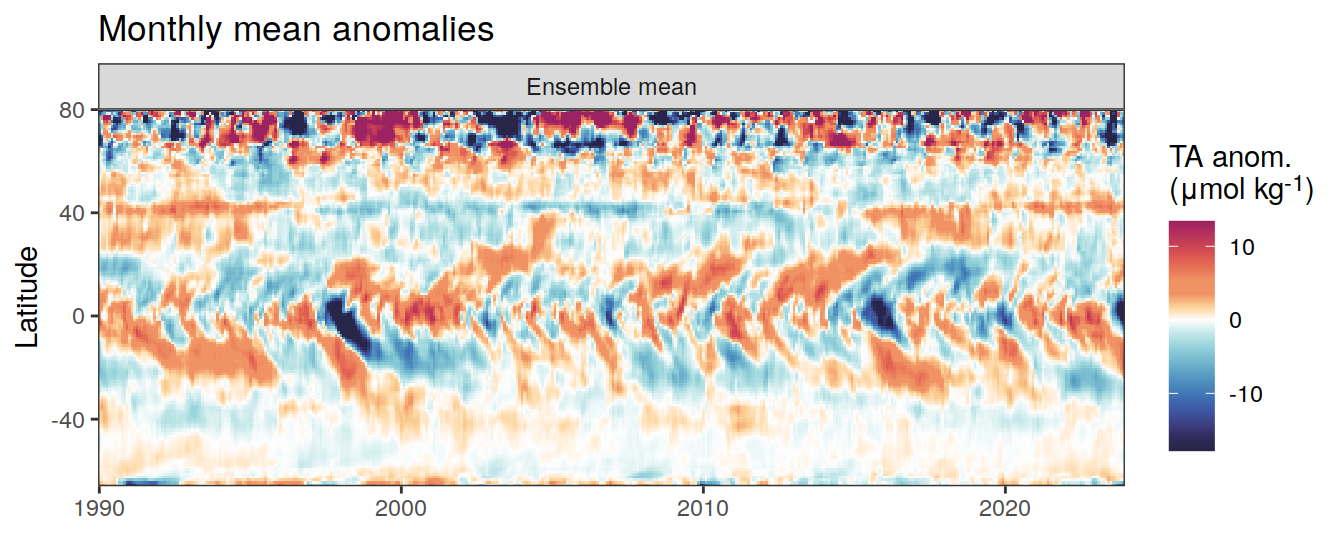 Monthly mean anomalies
Ensemble mean
80
40
0
-40
Latitude
1990
2000
2010
2020
TA anom.
(μmol kg⁻¹)
10
0
-10